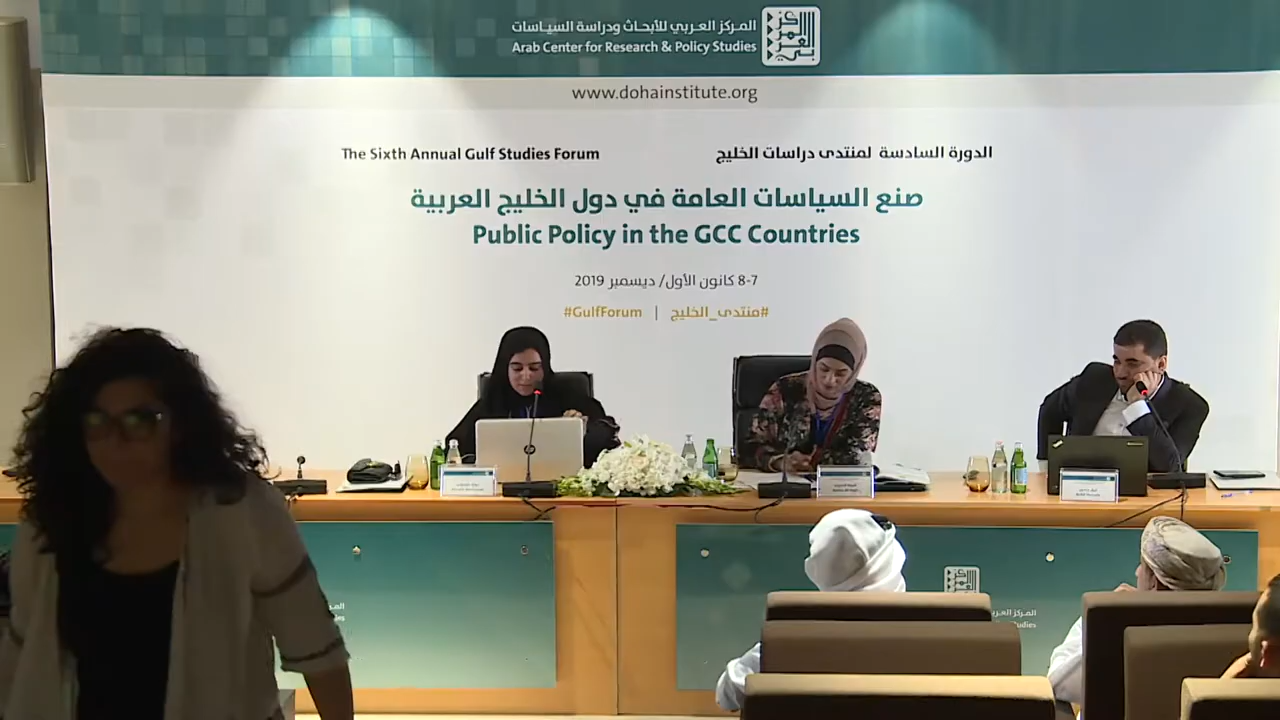 المركز العربي للأبحاث ودراسة السياسات
Arab Center for Research & Policy Studies
www.dohainstitute.org
The Sixth Annual Gulf Studies Forum
الدورة السادسة لمنتدى دراسات الخليج
صنع السياسات العامة في دول الخليج العربية
Public Policy in the GCC Countries
8-7 كانون الأول/ ديسمبر 2019
#GulfForum | #منتدى_الخليج